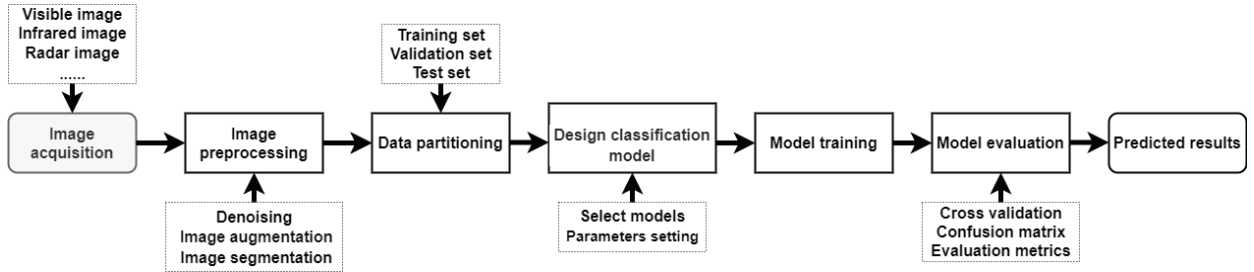 Visible image
Infrared image
Radar image
......
Training set
Validation set
Test set
Image
acquisition
Image
preprocessing
Data partitioning
Design classification
model
Model training
Model evaluation
Predicted results
Denoising
Image augmentation
Image segmentation
Select models
Parameters setting
Cross validation
Confusion matrix
Evaluation metrics